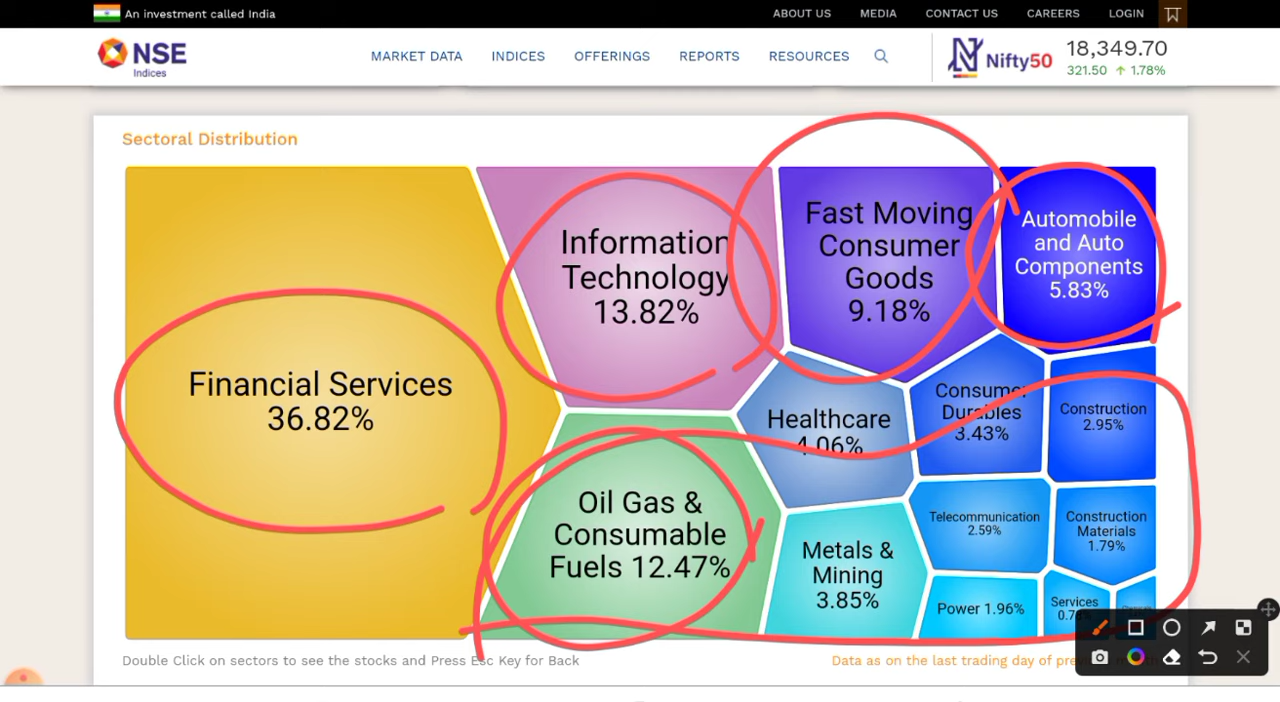 An investment called India
ABOUT US MEDIA CONTACT US CAREERS LOGIN
NSE
Indices
MARKET DATA INDICES OFFERINGS REPORTS RESOURCES
Nifty50
18,349.70
321.50 ↑ 1.78%
Sectoral Distribution
Financial Services
36.82%
Information
Technology
13.82%
Fast Moving
Consumer
Goods
9.18%
Automobile
and Auto
Components
5.83%
Oil Gas &
Consumable
Fuels 12.47%
Healthcare
4.06%
Consumer
Durables
3.43%
Construction
2.95%
Metals &
Mining
3.85%
Telecommunication
2.59%
Construction
Materials
1.79%
Power 1.96%
Services
Double Click on sectors to see the stocks and Press Esc Key for Back
Data as on the last trading day of